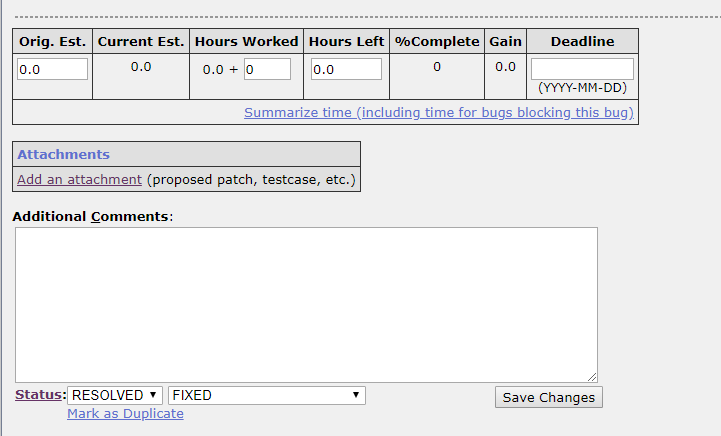 Orig. Est. Current Est. Hours Worked Hours Left %Complete Gain Deadline
0.0 0.0 0.0 + 0 0.0 0 0.0
(YYYY-MM-DD)
Summarize time (including time for bugs blocking this bug)
Attachments
Add an attachment (proposed patch, testcase, etc.)
Additional Comments:
Status: RESOLVED FIXED Save Changes
Mark as Duplicate